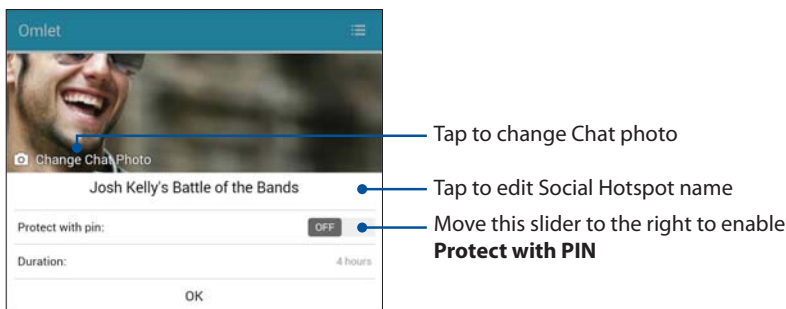 Omlet
Change Chat Photo
Tap to change Chat photo
Josh Kelly's Battle of the Bands
Tap to edit Social Hotspot name
Protect with pin:
OFF
Move this slider to the right to enable
Protect with PIN
Duration:
4 hours
OK